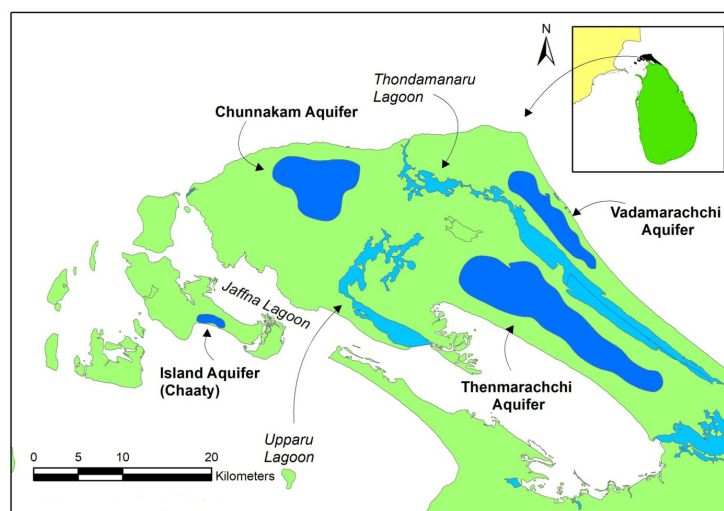 N
Thondamanaru
Lagoon
Chunnakam Aquifer
Vadamarachchi
Aquifer
Jaffna Lagoon
Island Aquifer
(Chaaty)
Thenmarachchi
Aquifer
Upparu
Lagoon
0 5 10 20
Kilometers